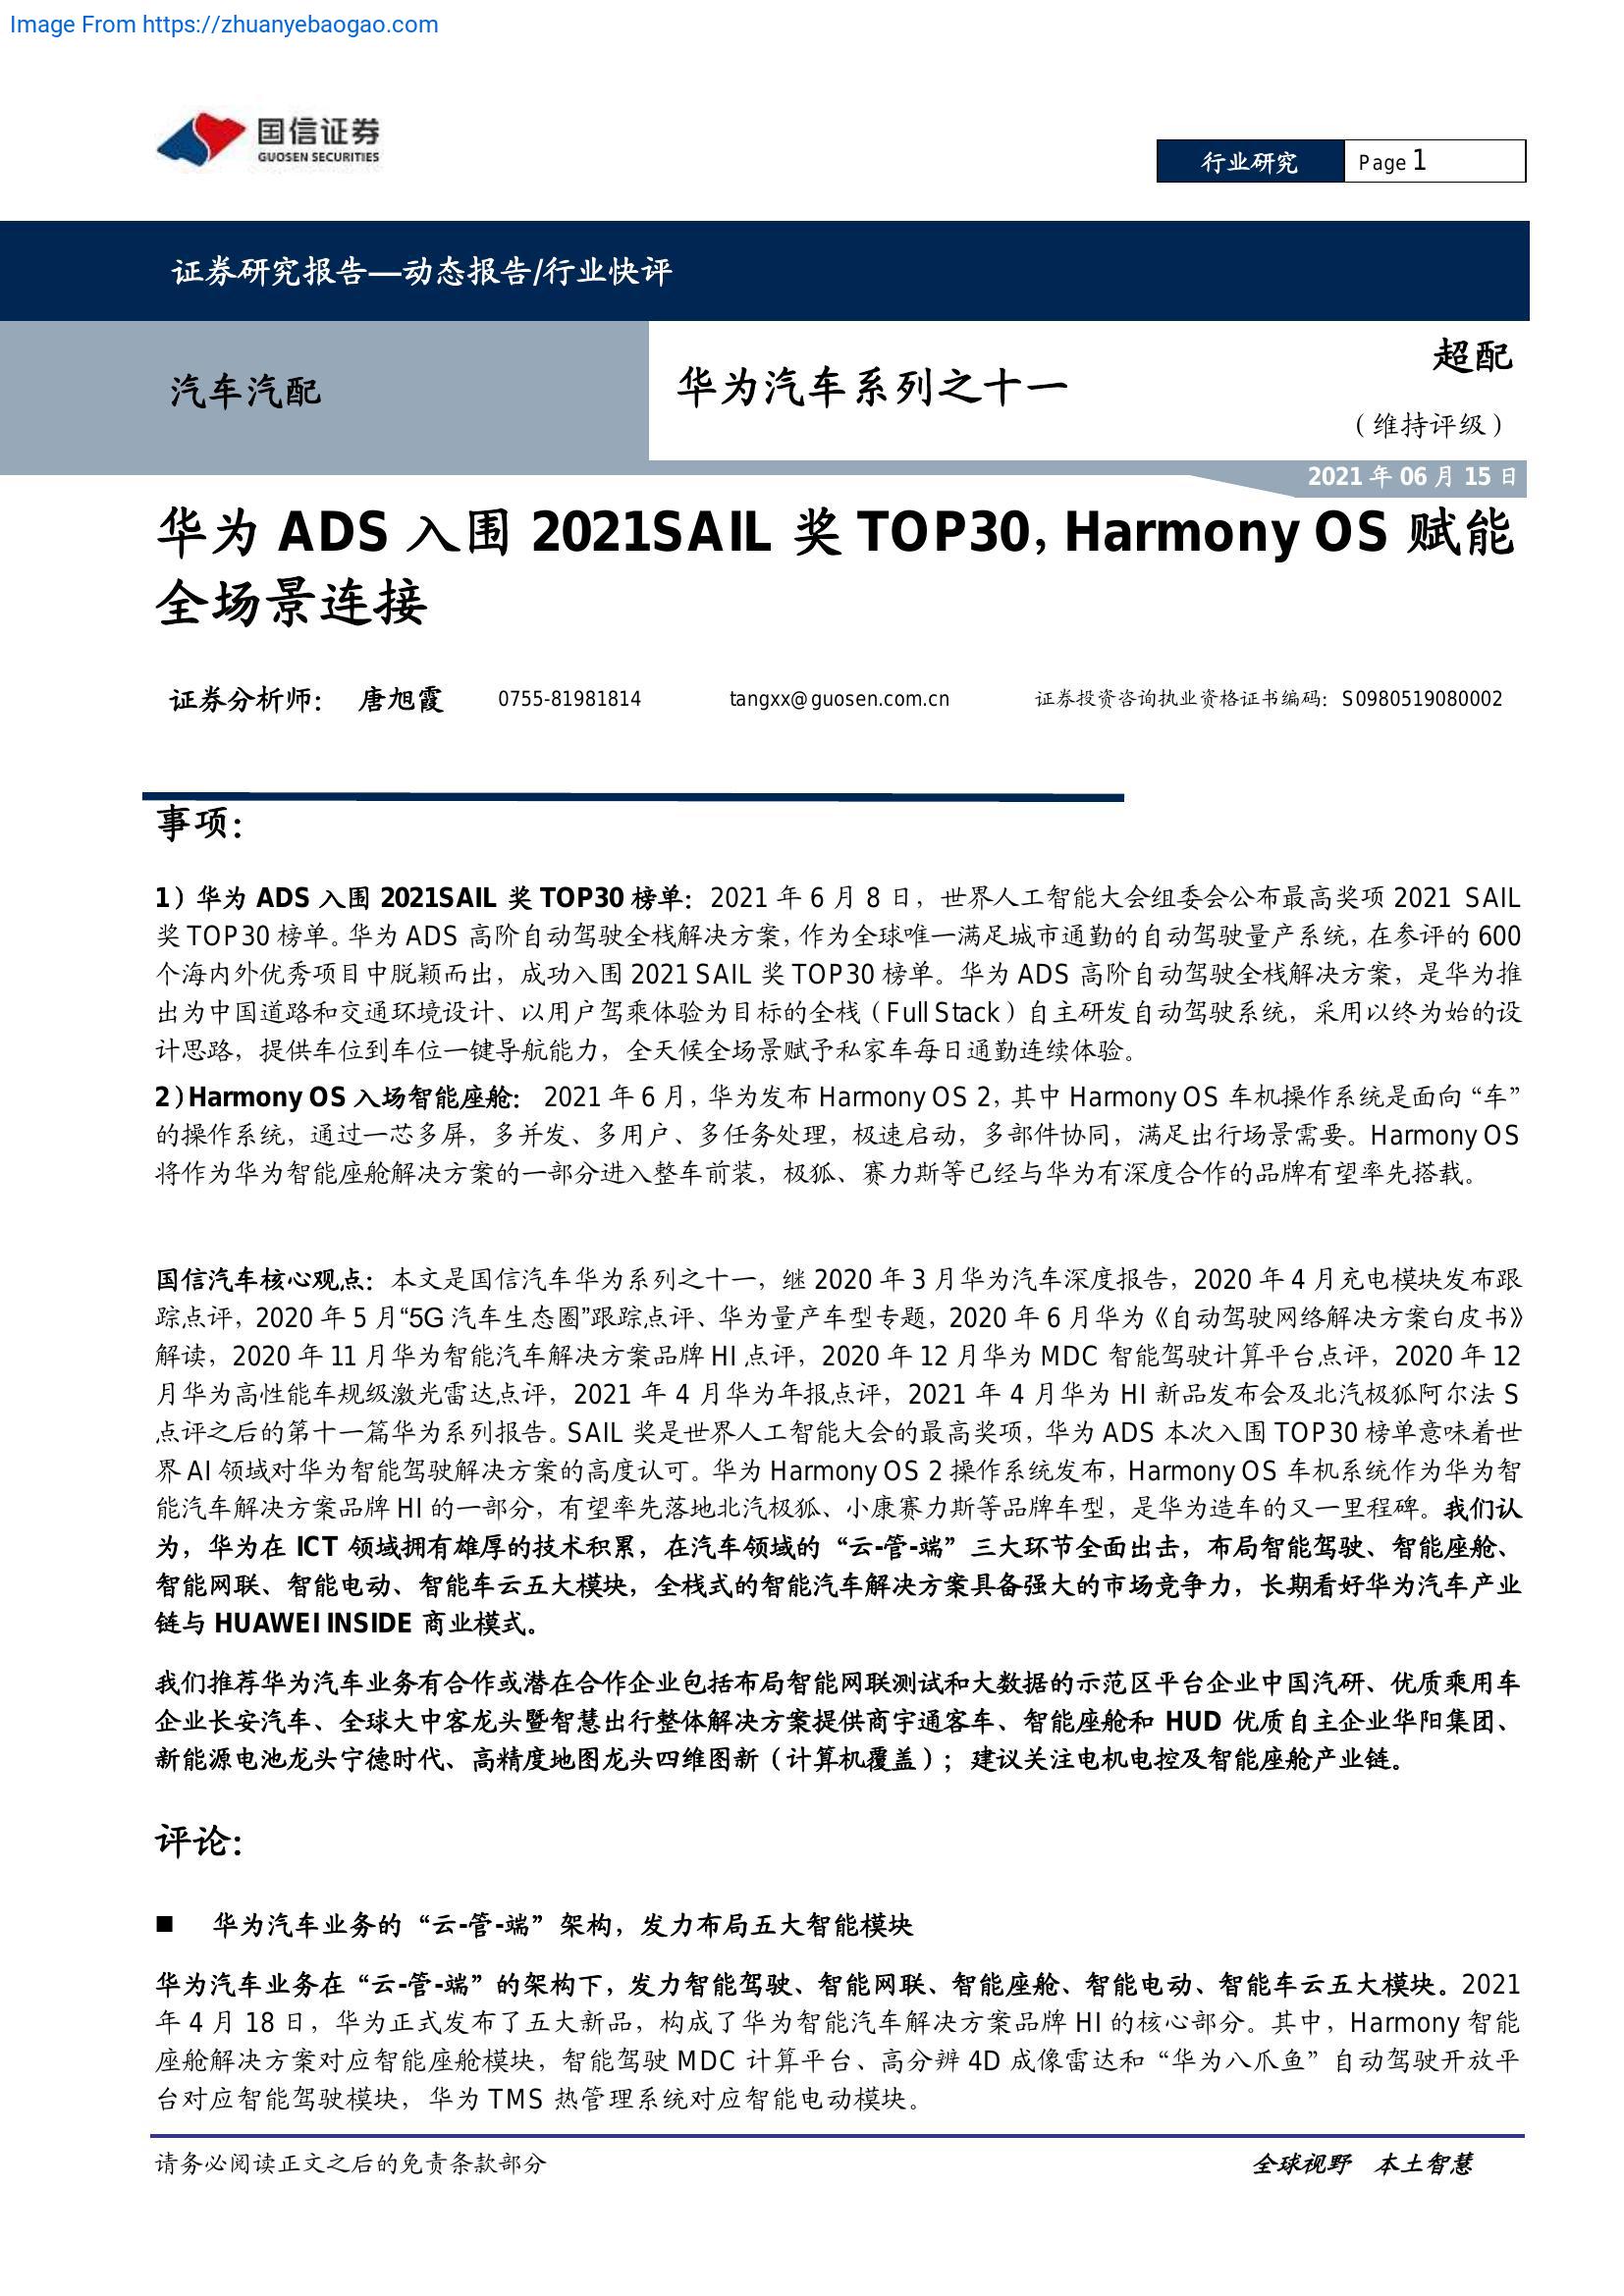 Image From https://zhuanyebaogao.com
国信证券
GUOSEN SECURITIES
行业研究
Page 1
证券研究报告—动态报告/行业快评
汽车汽配
华为汽车系列之十一
超配
（维持评级）
2021 年 06 月 15 日
华为 ADS 入围 2021SAIL 奖 TOP30，Harmony OS 赋能
全场景连接
证券分析师： 唐旭霞 0755-81981814 tangxx@guosen.com.cn 证券投资咨询执业资格证书编码：S0980519080002
事项：
1）华为 ADS 入围 2021SAIL 奖 TOP30 榜单：2021 年 6 月 8 日，世界人工智能大会组委会公布最高奖项 2021 SAIL
奖 TOP30 榜单。华为 ADS 高阶自动驾驶全栈解决方案，作为全球唯一满足城市通勤的自动驾驶量产系统，在参评的 600
个海内外优秀项目中脱颖而出，成功入围 2021 SAIL 奖 TOP30 榜单。华为 ADS 高阶自动驾驶全栈解决方案，是华为推
出为中国道路和交通环境设计、以用户驾乘体验为目标的全栈（Full Stack）自主研发自动驾驶系统，采用以终为始的设
计思路，提供车位到车位一键导航能力，全天候全场景赋予私家车每日通勤连续体验。
2）Harmony OS 入场智能座舱： 2021 年 6 月，华为发布 Harmony OS 2，其中 Harmony OS 车机操作系统是面向“车”
的操作系统，通过一芯多屏，多并发、多用户、多任务处理，极速启动，多部件协同，满足出行场景需要。Harmony OS
将作为华为智能座舱解决方案的一部分进入整车前装，极狐、赛力斯等已经与华为有深度合作的品牌有望率先搭载。
国信汽车核心观点：本文是国信汽车华为系列之十一，继 2020 年 3 月华为汽车深度报告，2020 年 4 月充电模块发布跟
踪点评，2020 年 5 月“5G 汽车生态圈”跟踪点评、华为量产车型专题，2020 年 6 月华为《自动驾驶网络解决方案白皮书》
解读，2020 年 11 月华为智能汽车解决方案品牌 HI 点评，2020 年 12 月华为 MDC 智能驾驶计算平台点评，2020 年 12
月华为高性能车规级激光雷达点评，2021 年 4 月华为年报点评，2021 年 4 月华为 HI 新品发布会及北汽极狐阿尔法 S
点评之后的第十一篇华为系列报告。SAIL 奖是世界人工智能大会的最高奖项，华为 ADS 本次入围 TOP30 榜单意味着世
界 AI 领域对华为智能驾驶解决方案的高度认可。华为 Harmony OS 2 操作系统发布，Harmony OS 车机系统作为华为智
能汽车解决方案品牌 HI 的一部分，有望率先落地北汽极狐、小康赛力斯等品牌车型，是华为造车的又一里程碑。我们认
为，华为在 ICT 领域拥有雄厚的技术积累，在汽车领域的“云-管-端”三大环节全面出击，布局智能驾驶、智能座舱、
智能网联、智能电动、智能车云五大模块，全栈式的智能汽车解决方案具备强大的市场竞争力，长期看好华为汽车产业
链与 HUAWEI INSIDE 商业模式。
我们推荐华为汽车业务有合作或潜在合作企业包括布局智能网联测试和大数据的示范区平台企业中国汽研、优质乘用车
企业长安汽车、全球大中客龙头暨智慧出行整体解决方案提供商宇通客车、智能座舱和 HUD 优质自主企业华阳集团、
新能源电池龙头宁德时代、高精度地图龙头四维图新（计算机覆盖）；建议关注电机电控及智能座舱产业链。
评论：
■ 华为汽车业务的“云-管-端”架构，发力布局五大智能模块
华为汽车业务在“云-管-端”的架构下，发力智能驾驶、智能网联、智能座舱、智能电动、智能车云五大模块。2021
年 4 月 18 日，华为正式发布了五大新品，构成了华为智能汽车解决方案品牌 HI 的核心部分。其中，Harmony 智能
座舱解决方案对应智能座舱模块，智能驾驶 MDC 计算平台、高分辨 4D 成像雷达和“华为八爪鱼”自动驾驶开放平
台对应智能驾驶模块，华为 TMS 热管理系统对应智能电动模块。
请务必阅读正文之后的免责条款部分
全球视野 本土智慧